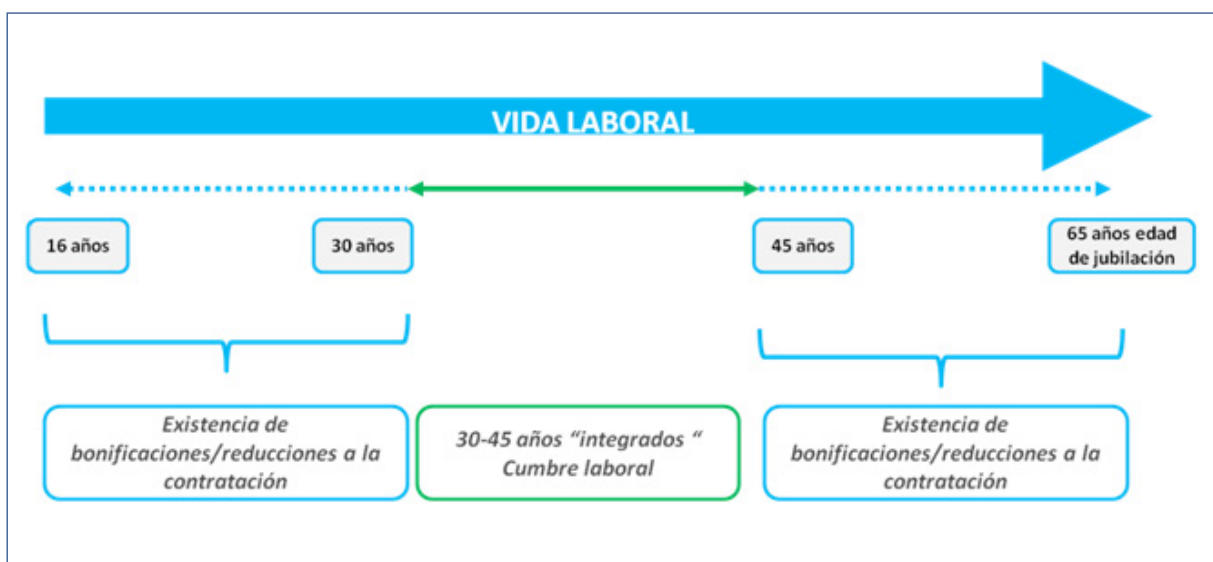 VIDA LABORAL
16 años
30 años
45 años
65 años edad
de jubilación
Existencia de
bonificaciones/reducciones a la
contratación
30-45 años “integrados “
Cumbre laboral
Existencia de
bonificaciones/reducciones a la
contratación